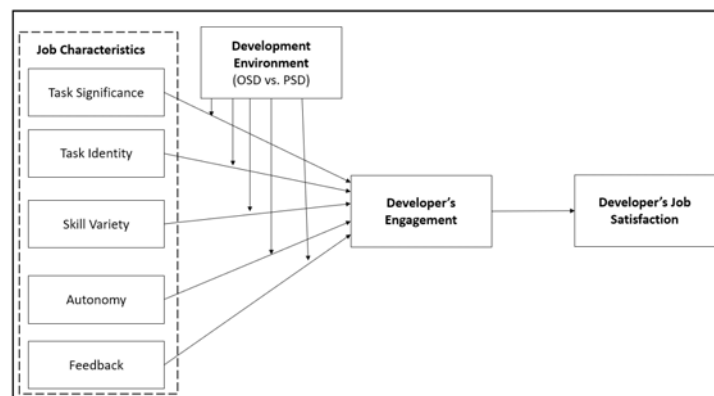 Job Characteristics
Task Significance
Task Identity
Skill Variety
Autonomy
Feedback
Development
Environment
(OSD vs. PSD)
Developer's
Engagement
Developer's Job
Satisfaction